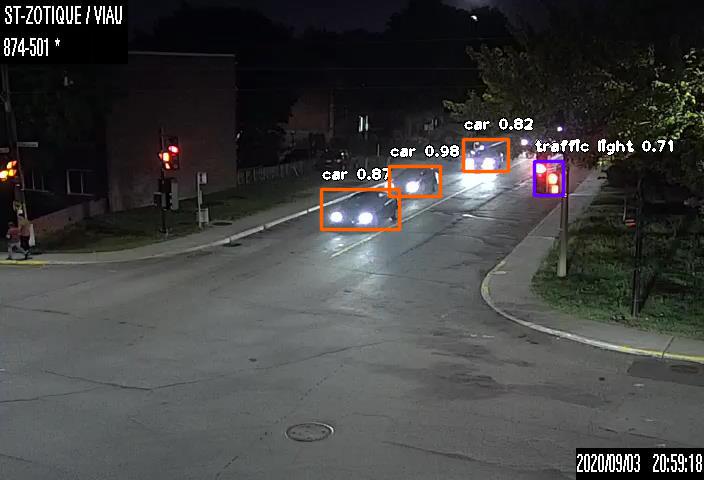 ST-ZOTIQUE / VIAU
874-501 *
car 0.82
car 0.98
traffic light 0.71
car 0.87
2020/09/03 20:59:18